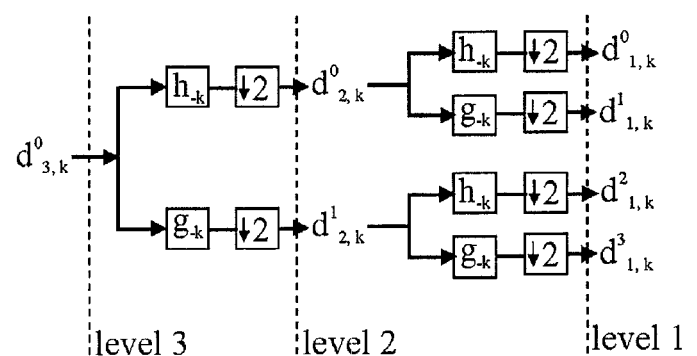 h₋ₖ ↓2 d⁰₁,ₖ
h₋ₖ ↓2 d⁰₂,ₖ
g₋ₖ ↓2 d¹₁,ₖ
d⁰₃,ₖ
h₋ₖ ↓2 d²₁,ₖ
g₋ₖ ↓2 d¹₂,ₖ
g₋ₖ ↓2 d³₁,ₖ
level 3 level 2 level 1